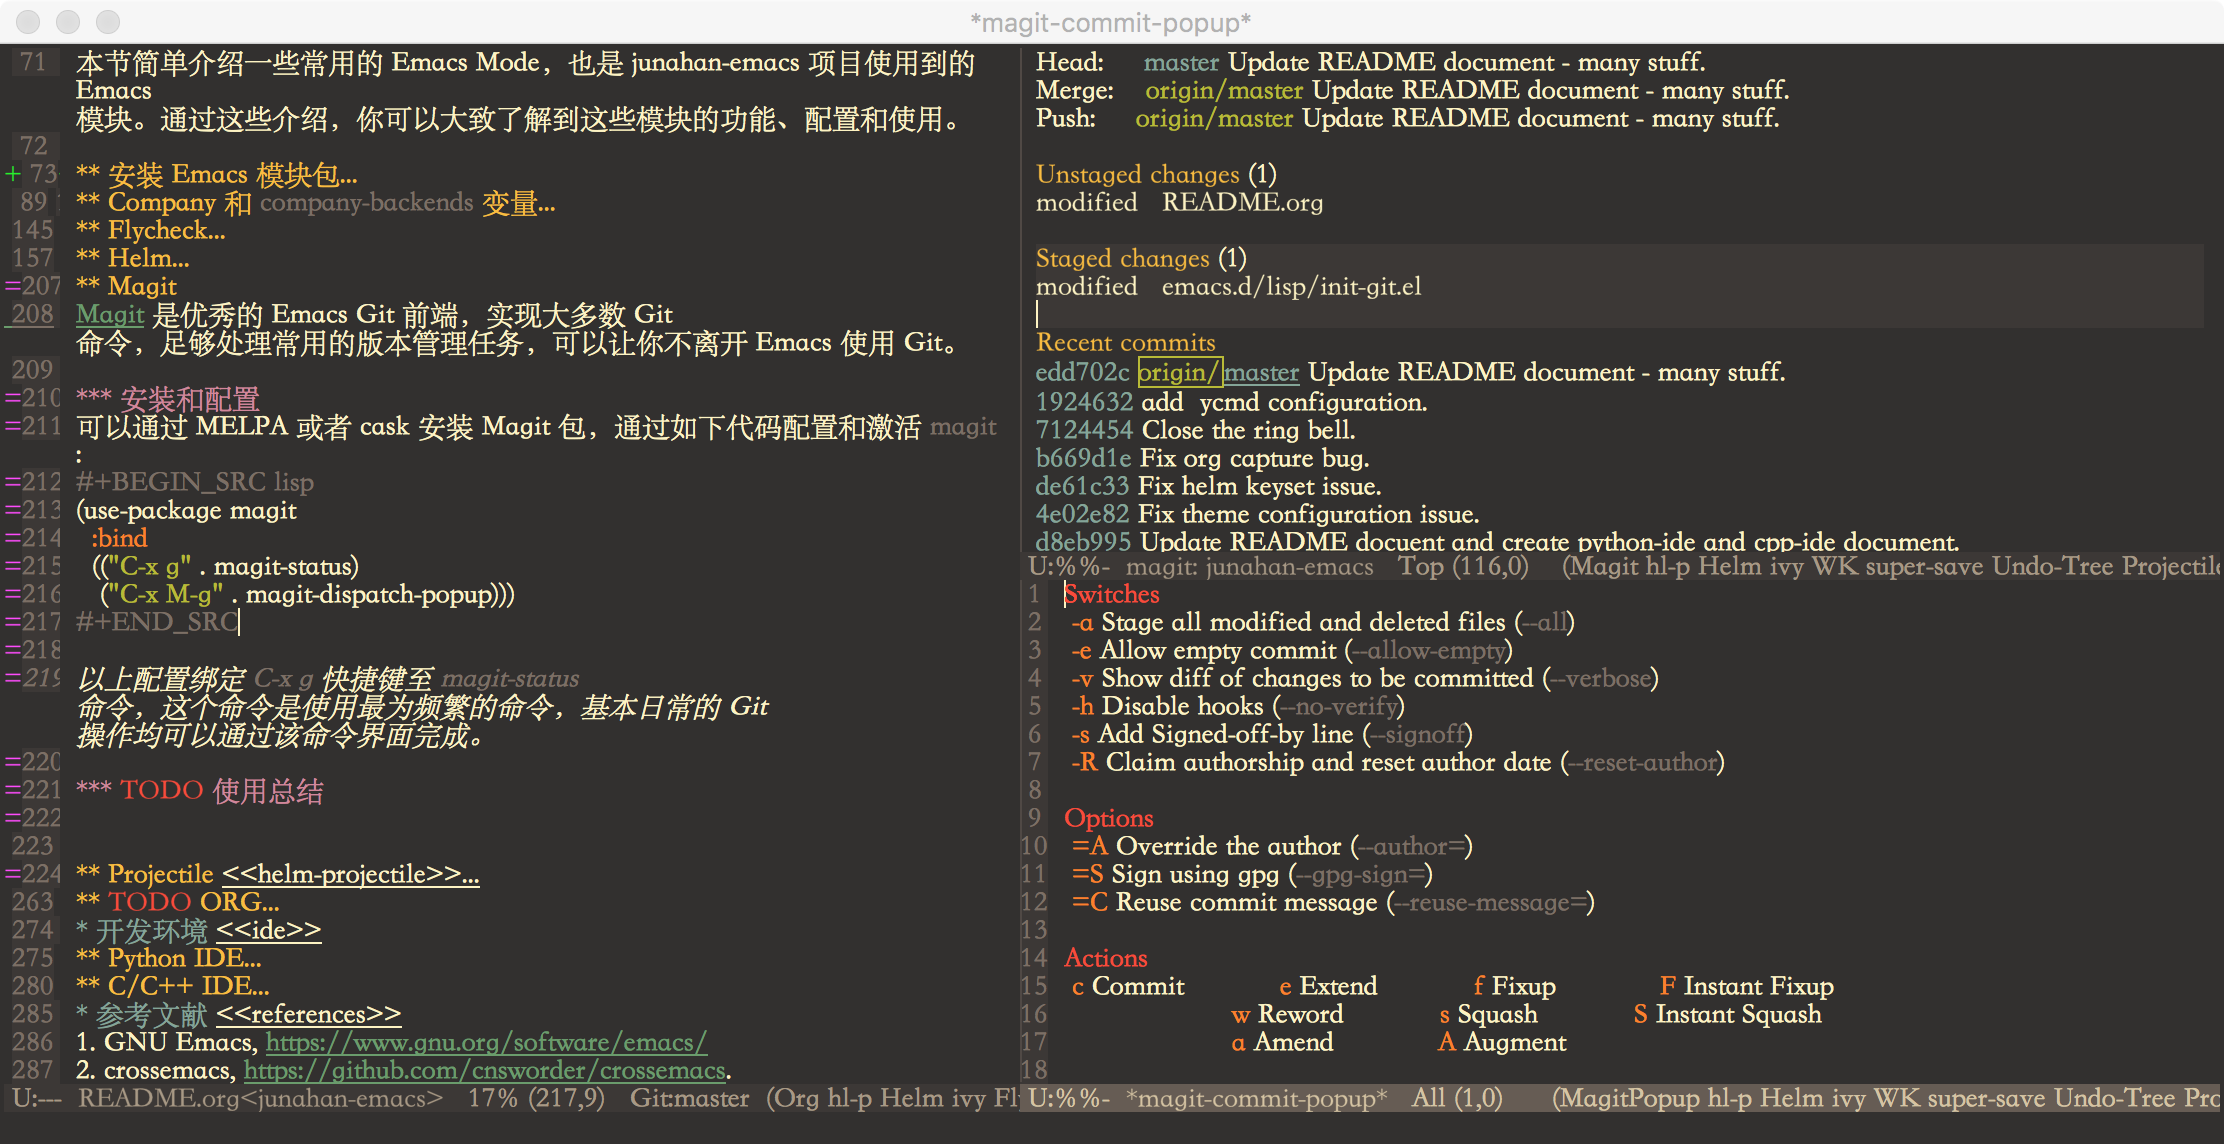 *magit-commit-popup*
71 本节简单介绍一些常用的 Emacs Mode，也是 junahan-emacs 项目使用到的
Emacs
模块。通过这些介绍，你可以大致了解到这些模块的功能、配置和使用。
72
+ 73 ** 安装 Emacs 模块包...
89 ** Company 和 company-backends 变量...
145 ** Flycheck...
157 ** Helm...
=207 ** Magit
208 Magit 是优秀的 Emacs Git 前端，实现大多数 Git
命令，足够处理常用的版本管理任务，可以让你不离开 Emacs 使用 Git。
209
=210 *** 安装和配置
=211 可以通过 MELPA 或者 cask 安装 Magit 包，通过如下代码配置和激活 magit
:
=212 #+BEGIN_SRC lisp
=213 (use-package magit
=214 :bind
=215 (("C-x g" . magit-status)
=216 ("C-x M-g" . magit-dispatch-popup)))
=217 #+END_SRC
=218
=219 以上配置绑定 C-x g 快捷键至 magit-status
命令，这个命令是使用最为频繁的命令，基本日常的 Git
操作均可以通过该命令界面完成。
=220
=221 *** TODO 使用总结
=222
223
=224 ** Projectile <<helm-projectile>>...
263 ** TODO ORG...
274 * 开发环境 <<ide>>
275 ** Python IDE...
280 ** C/C++ IDE...
285 * 参考文献 <<references>>
286 1. GNU Emacs, https://www.gnu.org/software/emacs/
287 2. crossemacs, https://github.com/cnsworder/crossemacs.
U:--- README.org<junahan-emacs> 17% (217,9) Git:master (Org hl-p Helm ivy Fl
Head: master Update README document - many stuff.
Merge: origin/master Update README document - many stuff.
Push: origin/master Update README document - many stuff.
Unstaged changes (1)
modified README.org
Staged changes (1)
modified emacs.d/lisp/init-git.el
Recent commits
edd702c origin/master Update README document - many stuff.
1924632 add  ycmd configuration.
7124454 Close the ring bell.
b669d1e Fix org capture bug.
de61c33 Fix helm keyset issue.
4e02e82 Fix theme configuration issue.
d8eb995 Update README docuent and create python-ide and cpp-ide document.
U:%%- magit: junahan-emacs Top (116,0) (Magit hl-p Helm ivy WK super-save Undo-Tree Projectile
1 Switches
2 -a Stage all modified and deleted files (--all)
3 -e Allow empty commit (--allow-empty)
4 -v Show diff of changes to be committed (--verbose)
5 -h Disable hooks (--no-verify)
6 -s Add Signed-off-by line (--signoff)
7 -R Claim authorship and reset author date (--reset-author)
8
9 Options
10 =A Override the author (--author=)
11 =S Sign using gpg (--gpg-sign=)
12 =C Reuse commit message (--reuse-message=)
13
14 Actions
15 c Commit e Extend f Fixup F Instant Fixup
16 w Reword s Squash S Instant Squash
17 a Amend A Augment
18
U:%%- *magit-commit-popup* All (1,0) (MagitPopup hl-p Helm ivy WK super-save Undo-Tree Pro